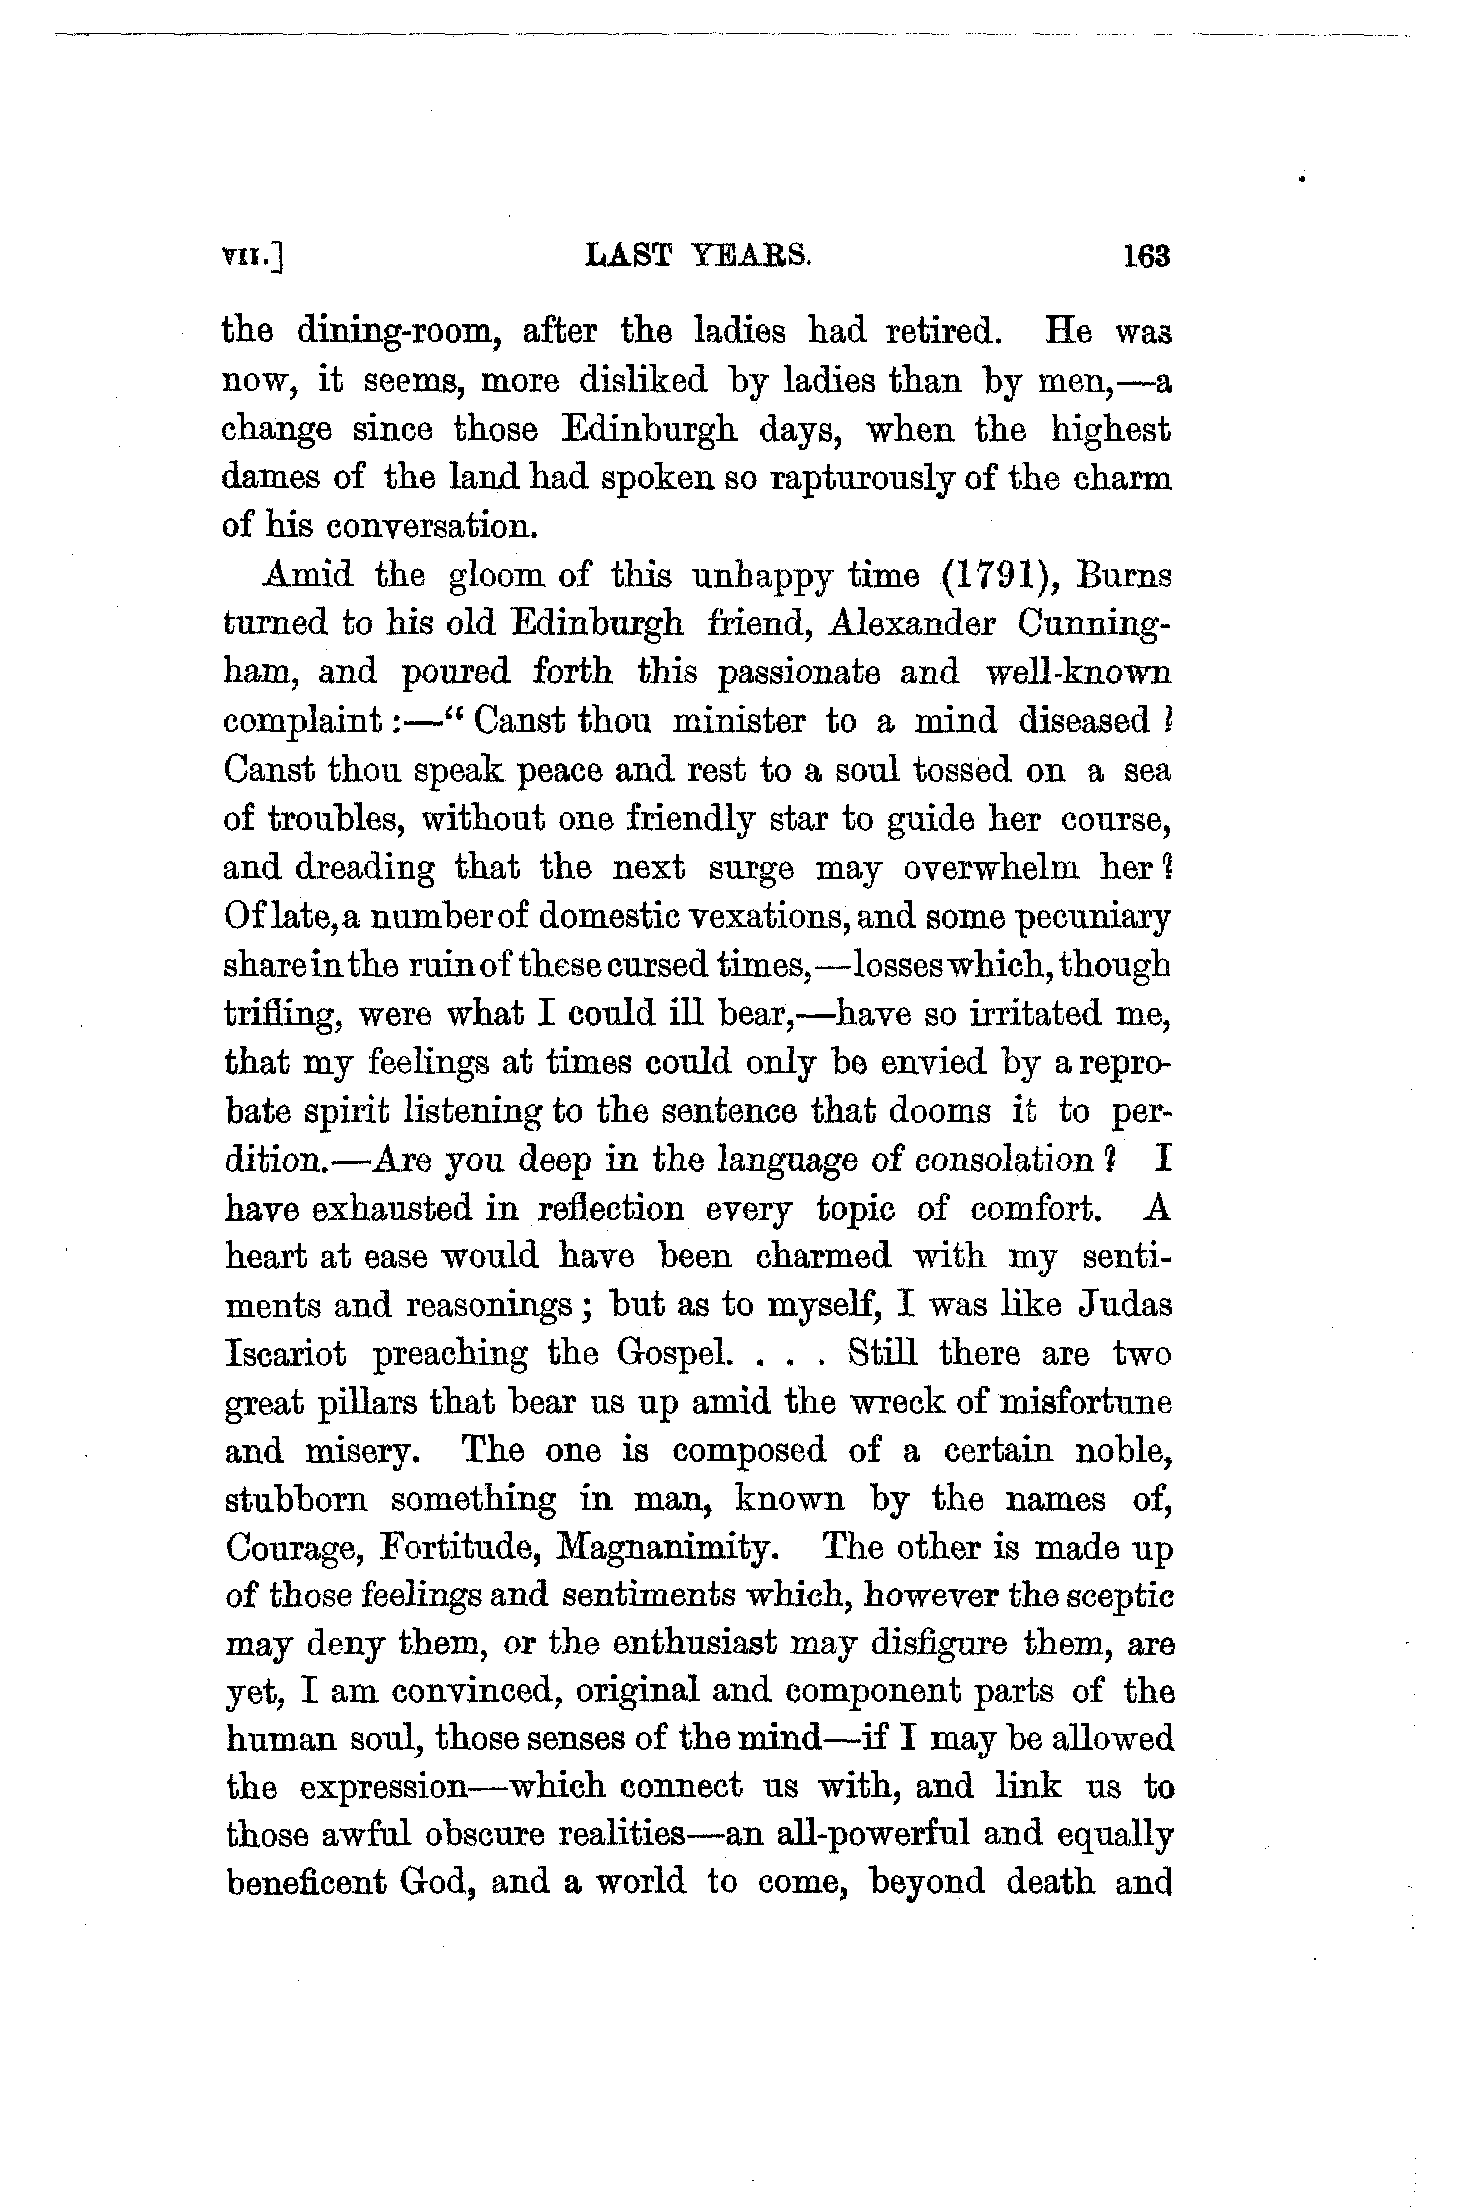 VII.] LAST YEARS. 163
the dining-room, after the ladies had retired. He was
now, it seems, more disliked by ladies than by men,—a
change since those Edinburgh days, when the highest
dames of the land had spoken so rapturously of the charm
of his conversation.
Amid the gloom of this unhappy time (1791), Burns
turned to his old Edinburgh friend, Alexander Cunning-
ham, and poured forth this passionate and well-known
complaint:—“Canst thou minister to a mind diseased?
Canst thou speak peace and rest to a soul tossed on a sea
of troubles, without one friendly star to guide her course,
and dreading that the next surge may overwhelm her?
Of late, a number of domestic vexations, and some pecuniary
share in the ruin of these cursed times,—losses which, though
trifling, were what I could ill bear,—have so irritated me,
that my feelings at times could only be envied by a repro-
bate spirit listening to the sentence that dooms it to per-
dition.—Are you deep in the language of consolation? I
have exhausted in reflection every topic of comfort. A
heart at ease would have been charmed with my senti-
ments and reasonings; but as to myself, I was like Judas
Iscariot preaching the Gospel. . . . Still there are two
great pillars that bear us up amid the wreck of misfortune
and misery. The one is composed of a certain noble,
stubborn something in man, known by the names of,
Courage, Fortitude, Magnanimity. The other is made up
of those feelings and sentiments which, however the sceptic
may deny them, or the enthusiast may disfigure them, are
yet, I am convinced, original and component parts of the
human soul, those senses of the mind—if I may be allowed
the expression—which connect us with, and link us to
those awful obscure realities—an all-powerful and equally
beneficent God, and a world to come, beyond death and